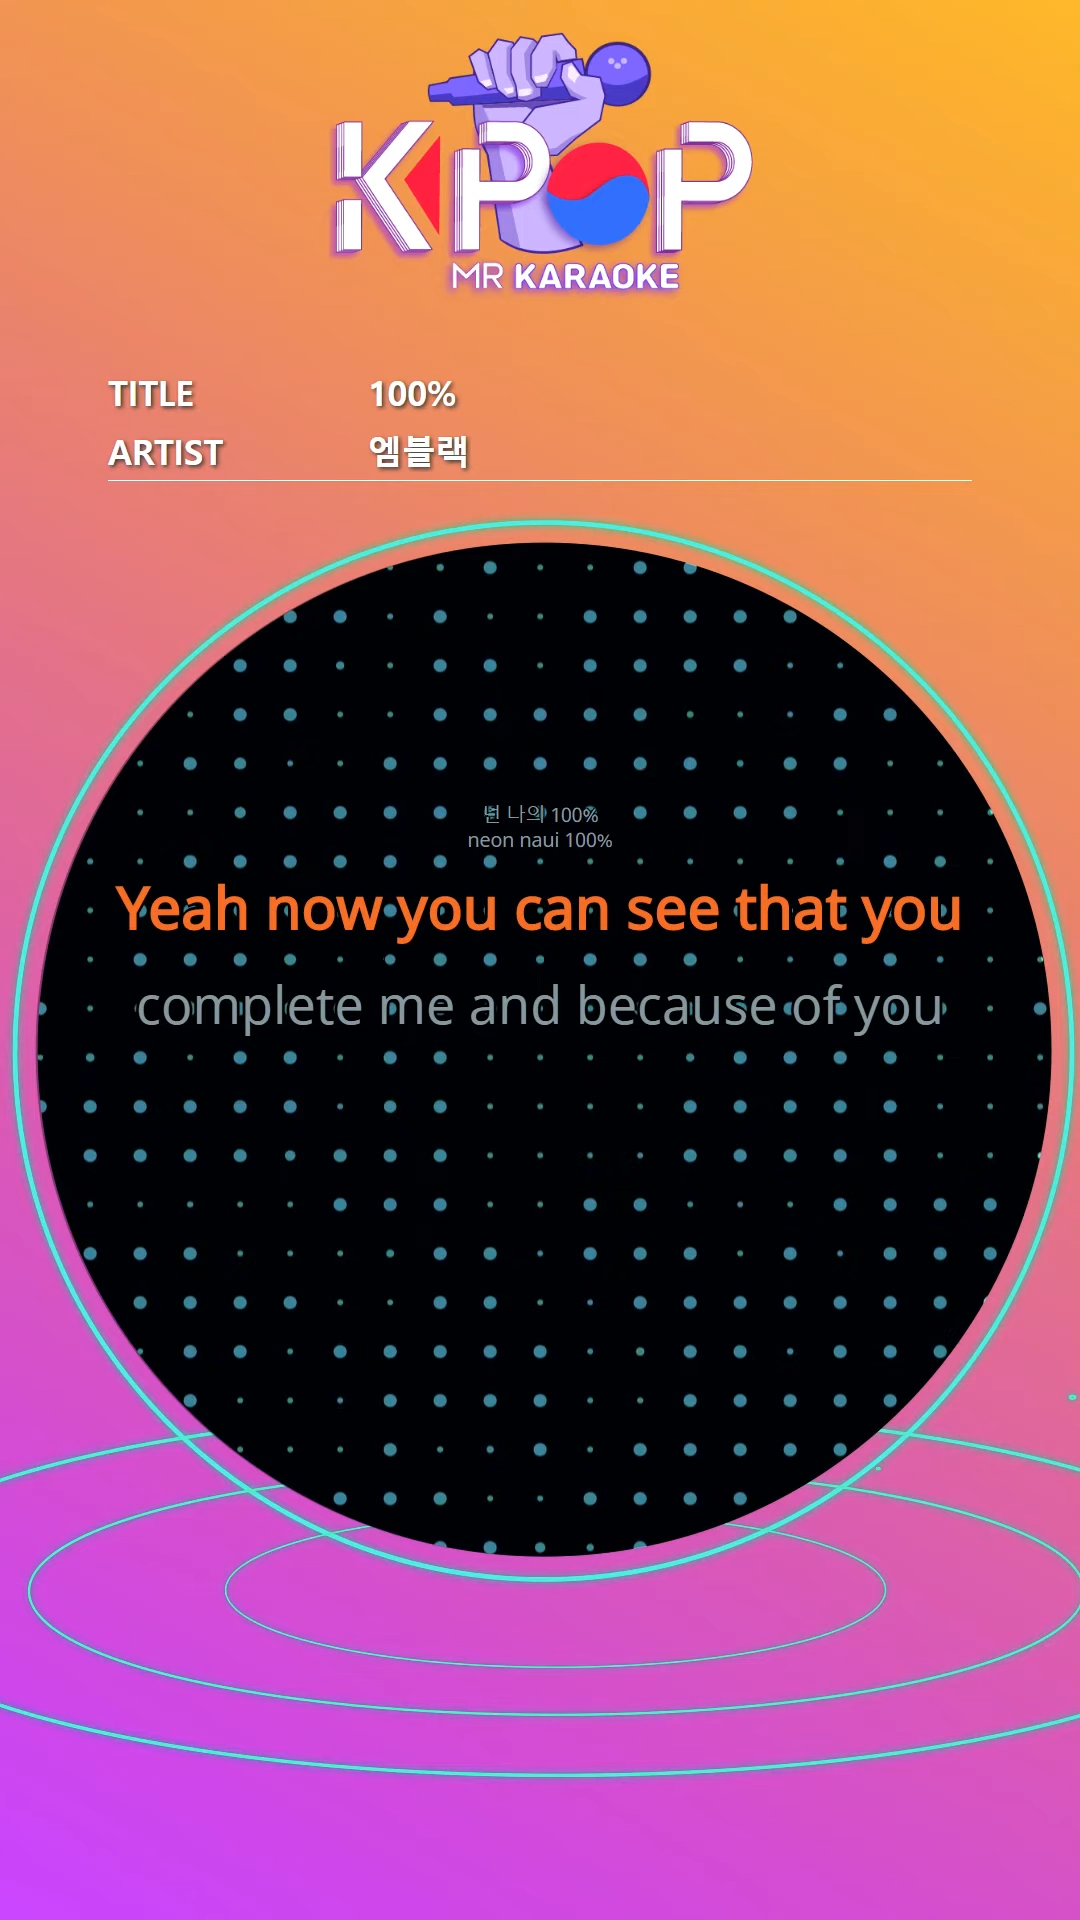 KPOP
MR KARAOKE
TITLE 100%
ARTIST 엠블랙
넌 나의 100%
neon naui 100%
Yeah now you can see that you
complete me and because of you